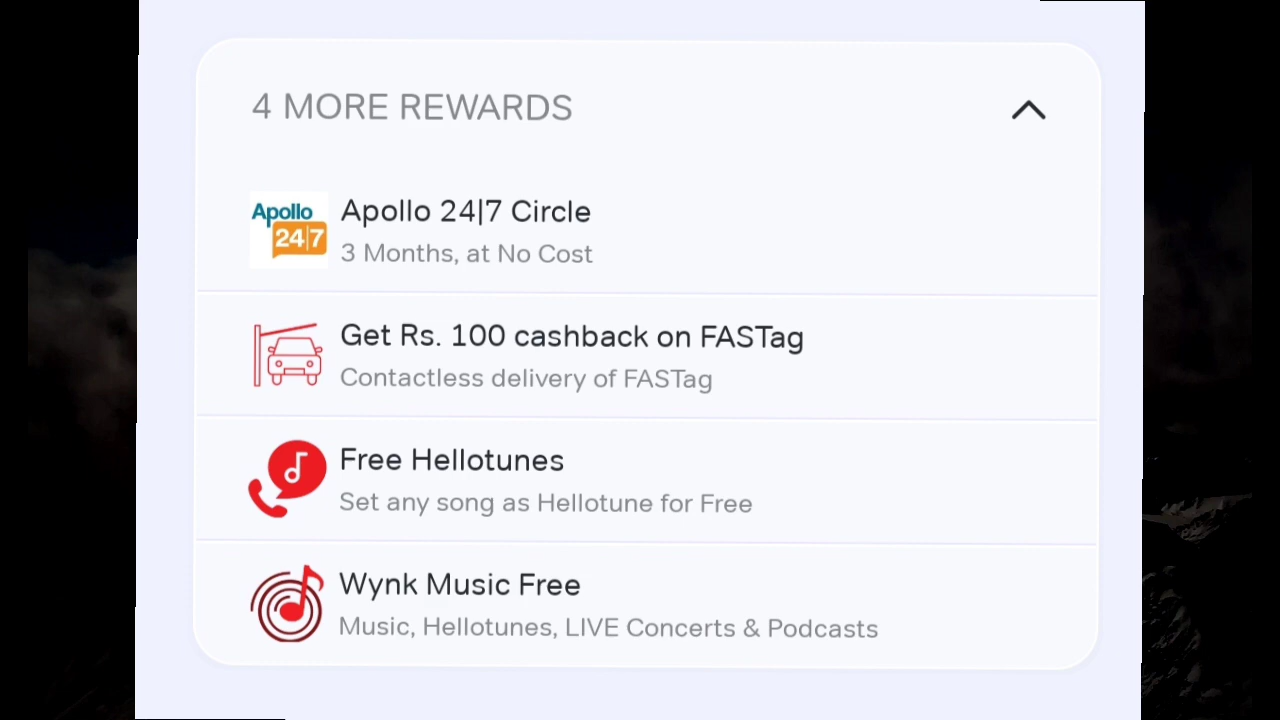 4 MORE REWARDS
Apollo
24|7
Apollo 24|7 Circle
3 Months, at No Cost
Get Rs. 100 cashback on FASTag
Contactless delivery of FASTag
Free Hellotunes
Set any song as Hellotune for Free
Wynk Music Free
Music, Hellotunes, LIVE Concerts & Podcasts